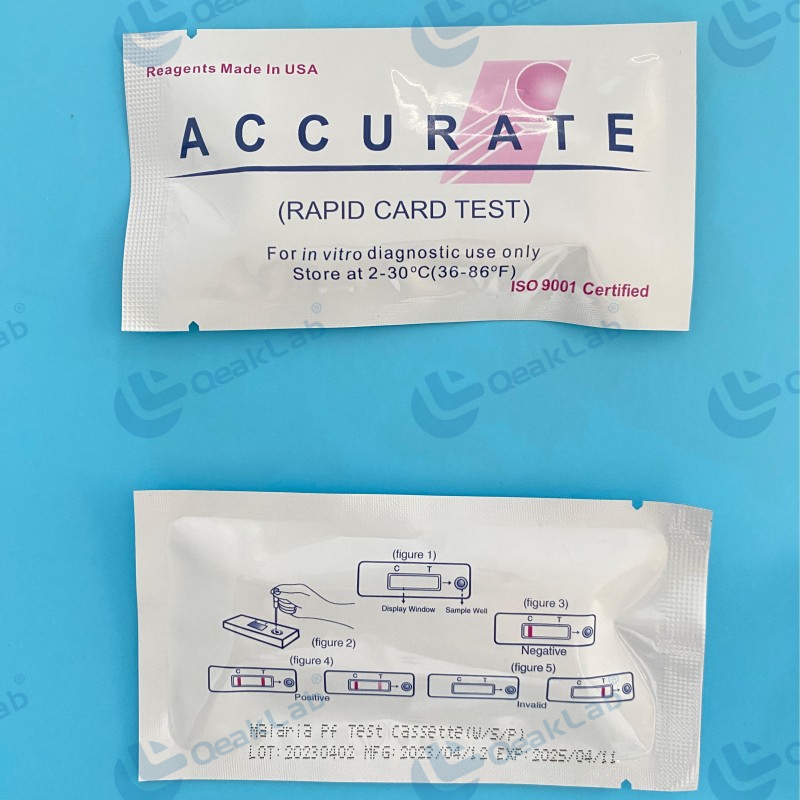 Reagents Made In USA
ACCURATE
(RAPID CARD TEST)
For in vitro diagnostic use only
Store at 2-30°C(36-86°F)
ISO 9001 Certified
(figure 1)
C T
Display Window Sample Well
(figure 2)
(figure 3)
C T
Negative
(figure 4)
C T C T
Positive
(figure 5)
C T C T
Invalid
Malaria Pf Test Cassette(W/S/P)
LOT:20230402 MFG:2023/04/12 EXP:2025/04/11
QeakLab®